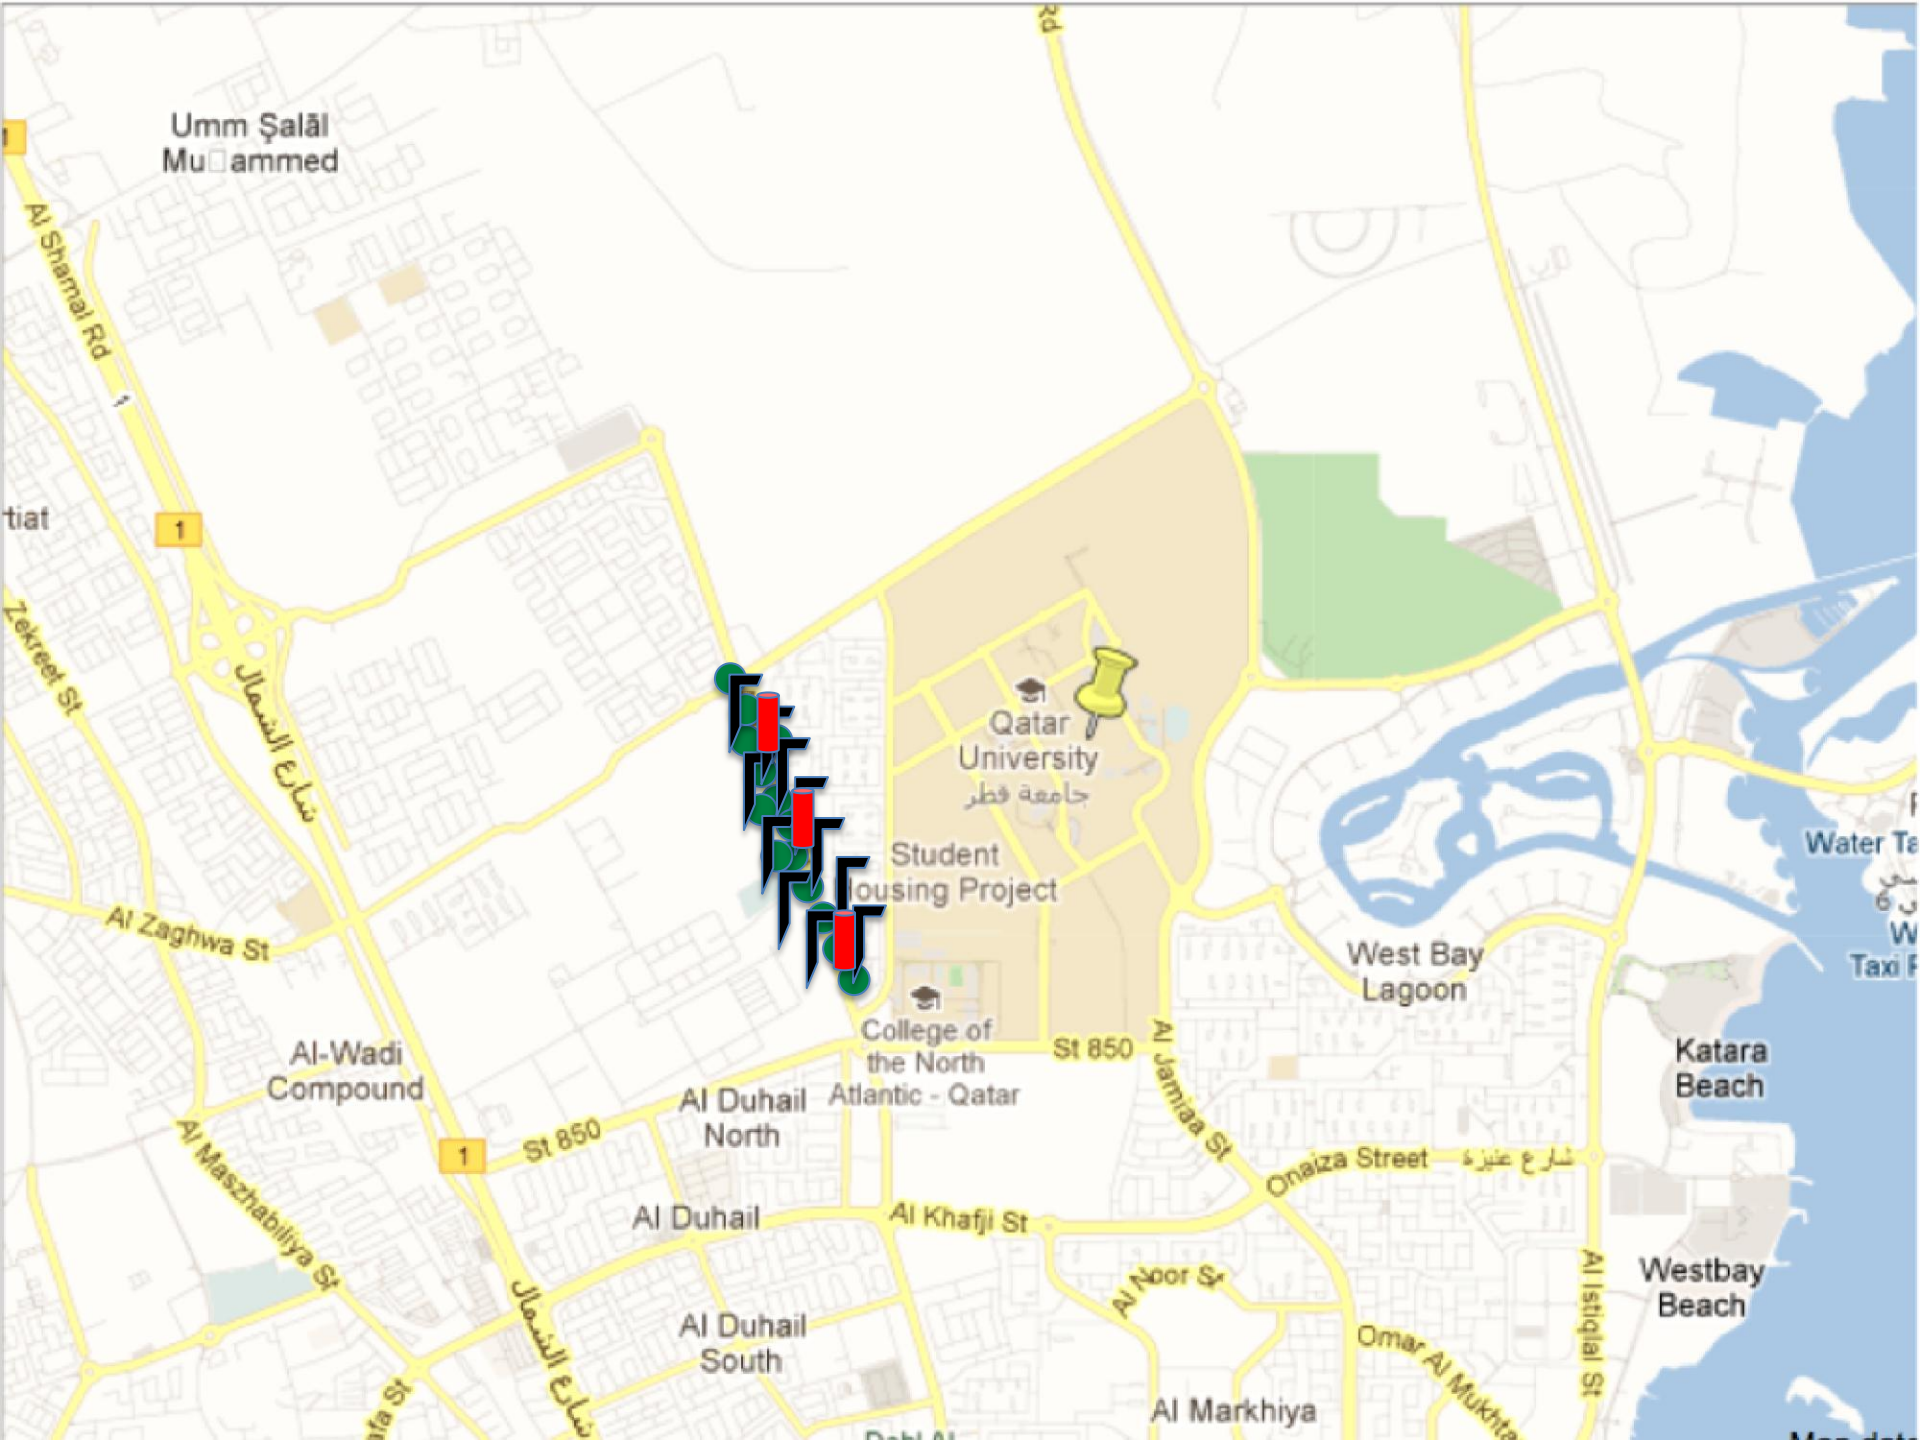 Rd
Umm Şalāl
Mu▯ammed
1
Al Shamal Rd
1
tiat
1
Zekreet St
شارع الشمال
Qatar
University
جامعة قطر
Student
Housing Project
Al Zaghwa St
Water Ta
West Bay
Lagoon
Taxi
College of
the North
Atlantic - Qatar
St 850
Al Jamiaa St
Katara
Beach
Al-Wadi
Compound
Al Duhail
North
St 850
1
Al Maszhabiliya St
Onaiza Street
شارع عنيزة
Al Duhail
Al Khafji St
Al Noor St
Al Istiqlal St
Westbay
Beach
شارع الشمال
Al Duhail
South
Omar Al Mukhta
afa St
Al Markhiya